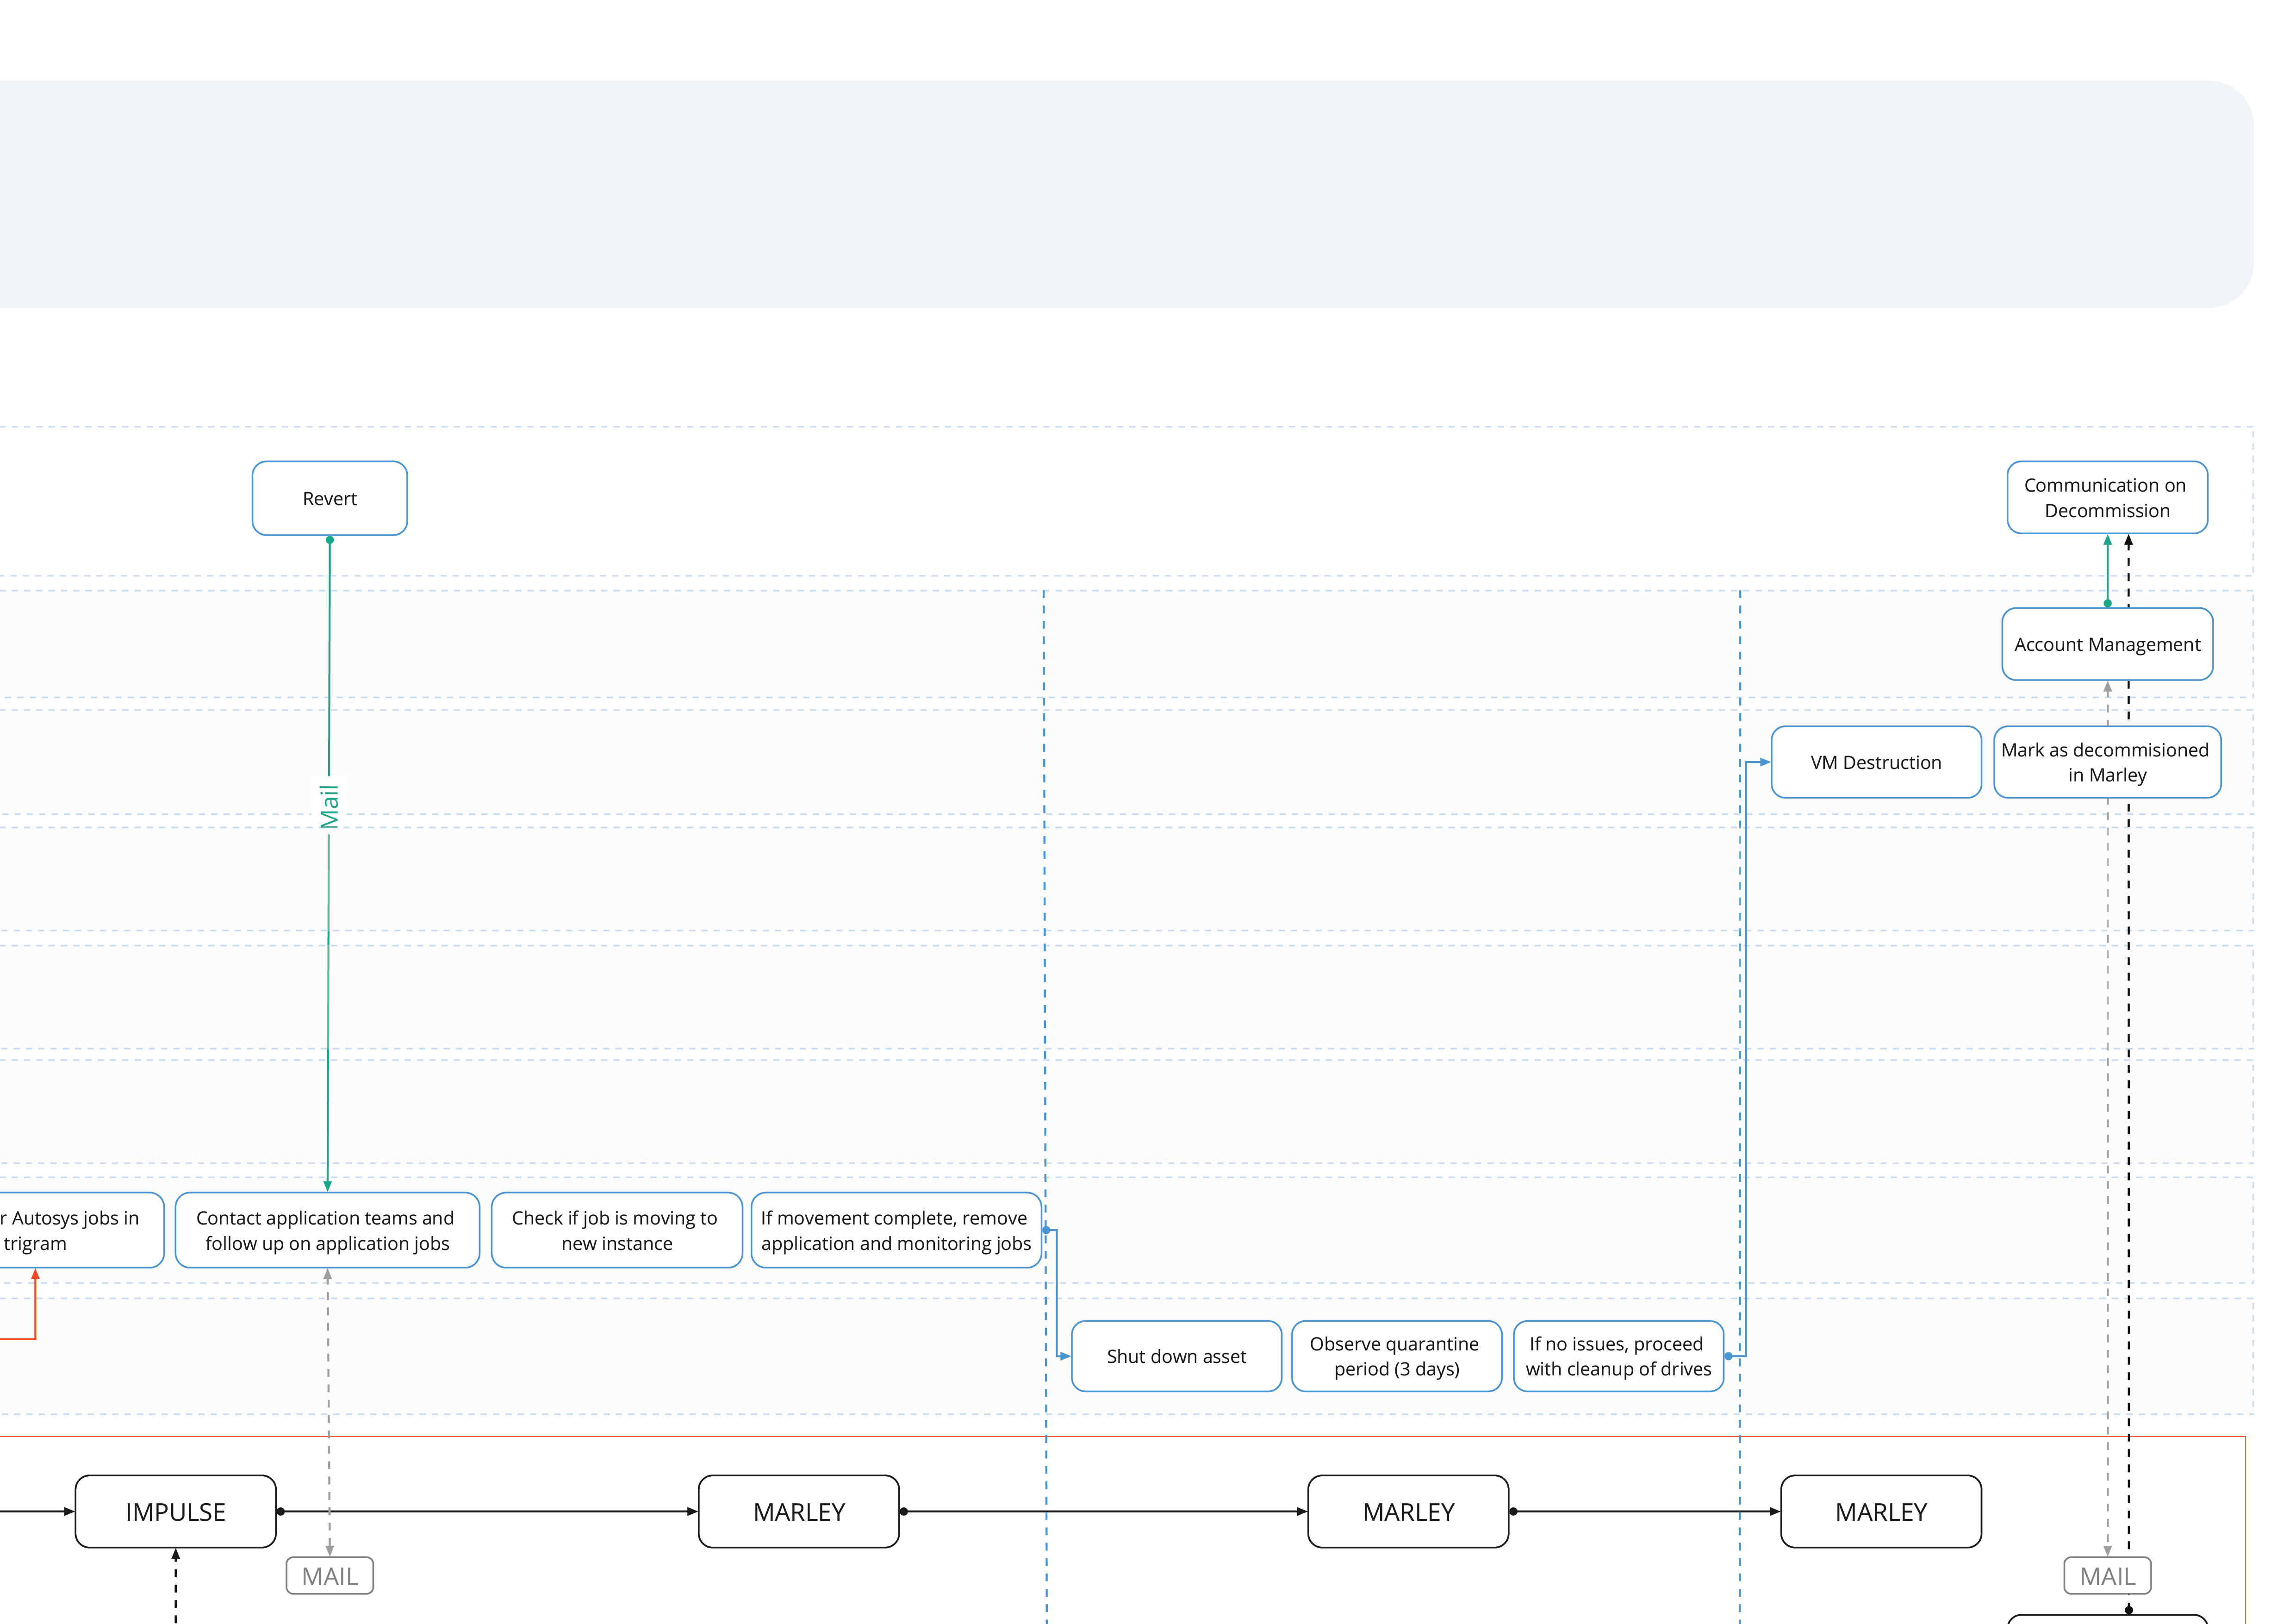 Revert
Communication on
Decommission
Account Management
Mail
VM Destruction
Mark as decommisioned
in Marley
r Autosys jobs in
trigram
Contact application teams and
follow up on application jobs
Check if job is moving to
new instance
If movement complete, remove
application and monitoring jobs
Shut down asset
Observe quarantine
period (3 days)
If no issues, proceed
with cleanup of drives
IMPULSE
MARLEY
MARLEY
MARLEY
MAIL
MAIL